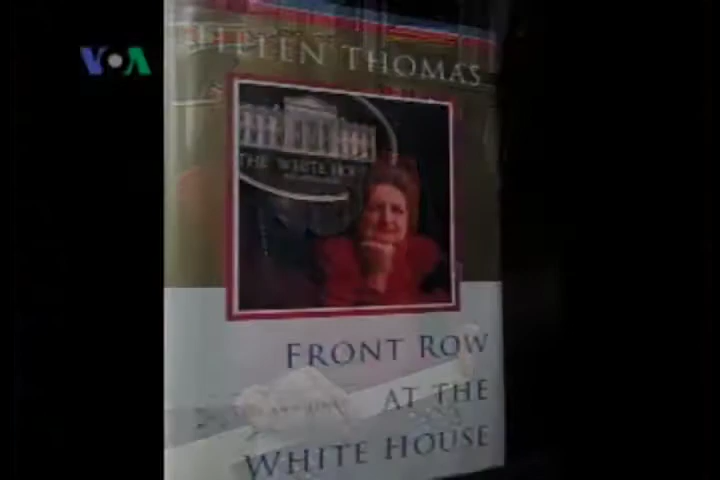 VOA
HELEN THOMAS
THE WHITE HOUSE
FRONT ROW
AT THE
WHITE HOUSE